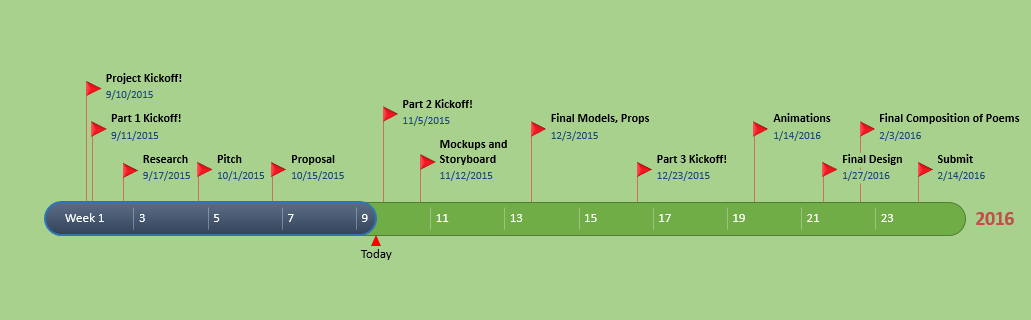 Project Kickoff!
9/10/2015
Part 1 Kickoff!
9/11/2015
Research
9/17/2015
Pitch
10/1/2015
Proposal
10/15/2015
Part 2 Kickoff!
11/5/2015
Mockups and
Storyboard
11/12/2015
Final Models, Props
12/3/2015
Part 3 Kickoff!
12/23/2015
Animations
1/14/2016
Final Design
1/27/2016
Final Composition of Poems
2/3/2016
Submit
2/14/2016
Week 1 3 5 7 9 11 13 15 17 19 21 23 2016
Today